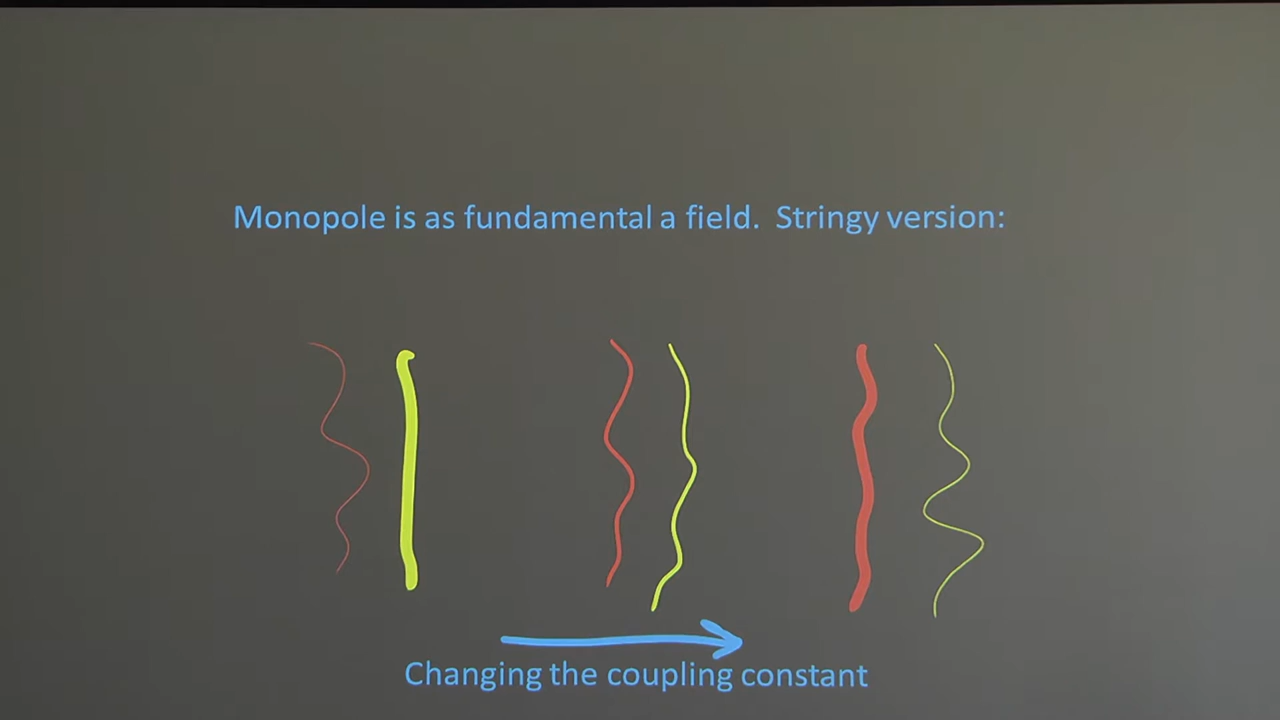 Monopole is as fundamental a field. Stringy version:
Changing the coupling constant